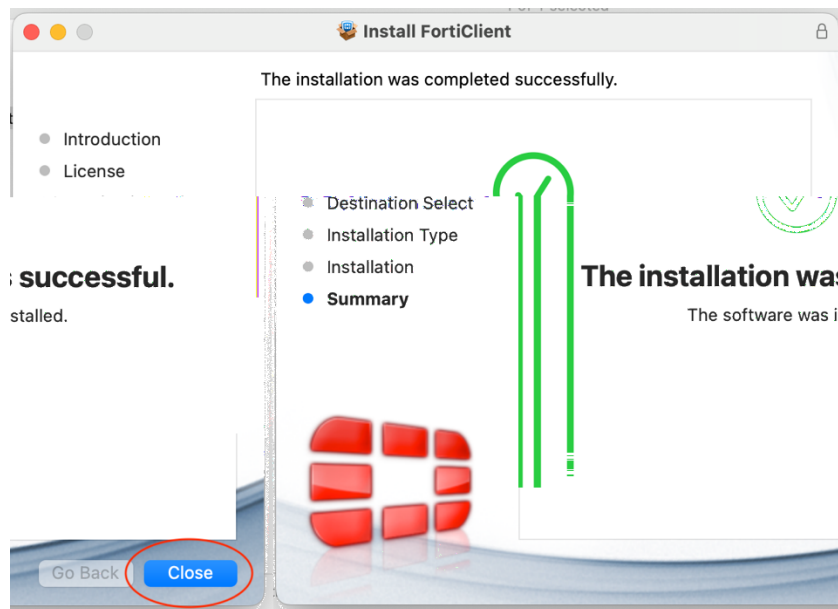 Install FortiClient
The installation was completed successfully.
Introduction
License
Destination Select
Installation Type
Installation
Summary
successful.
stalled.
The installation was
The software was i
Go Back
Close